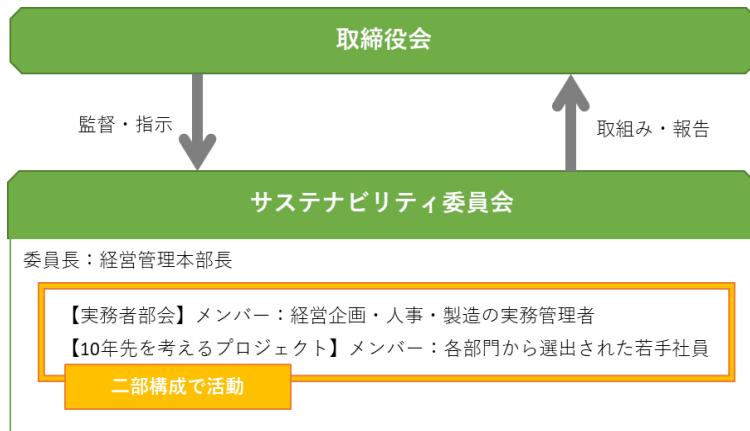 取締役会
監督・指示
取組み・報告
サステナビリティ委員会
委員長：経営管理本部長
【実務者部会】メンバー：経営企画・人事・製造の実務管理者
【10年先を考えるプロジェクト】メンバー：各部門から選出された若手社員
二部構成で活動